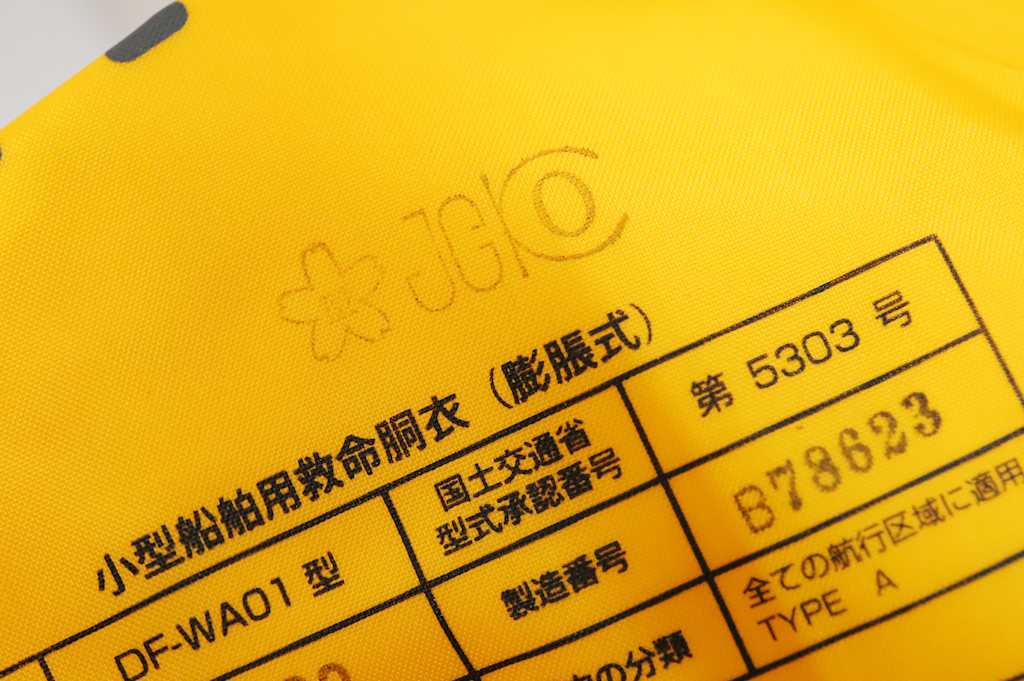 JCI
小型船舶用救命胴衣（膨脹式）
DF-WA01 型
国土交通省
型式承認番号
第 5303 号
製造番号
B78623
の分類
全ての航行区域に適用
TYPE A